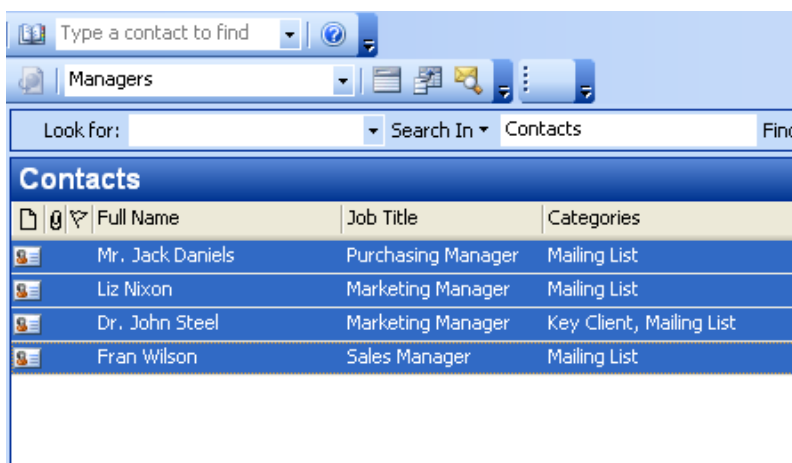 Type a contact to find
Managers
Look for: Search In Contacts Find
Contacts
Full Name Job Title Categories
Mr. Jack Daniels Purchasing Manager Mailing List
Liz Nixon Marketing Manager Mailing List
Dr. John Steel Marketing Manager Key Client, Mailing List
Fran Wilson Sales Manager Mailing List